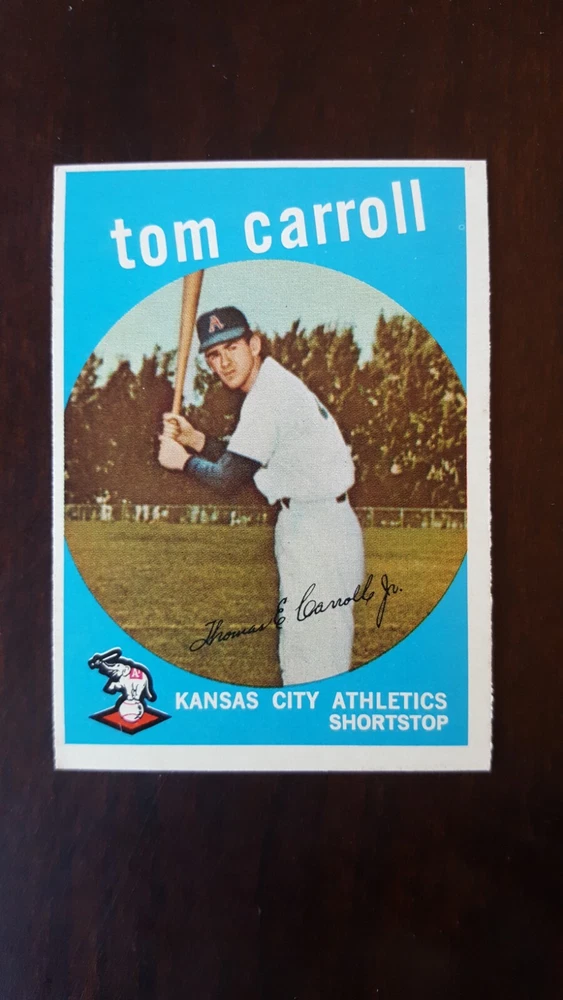 tom carroll
A
Thomas E Carroll Jr.
A's
KANSAS CITY ATHLETICS
SHORTSTOP